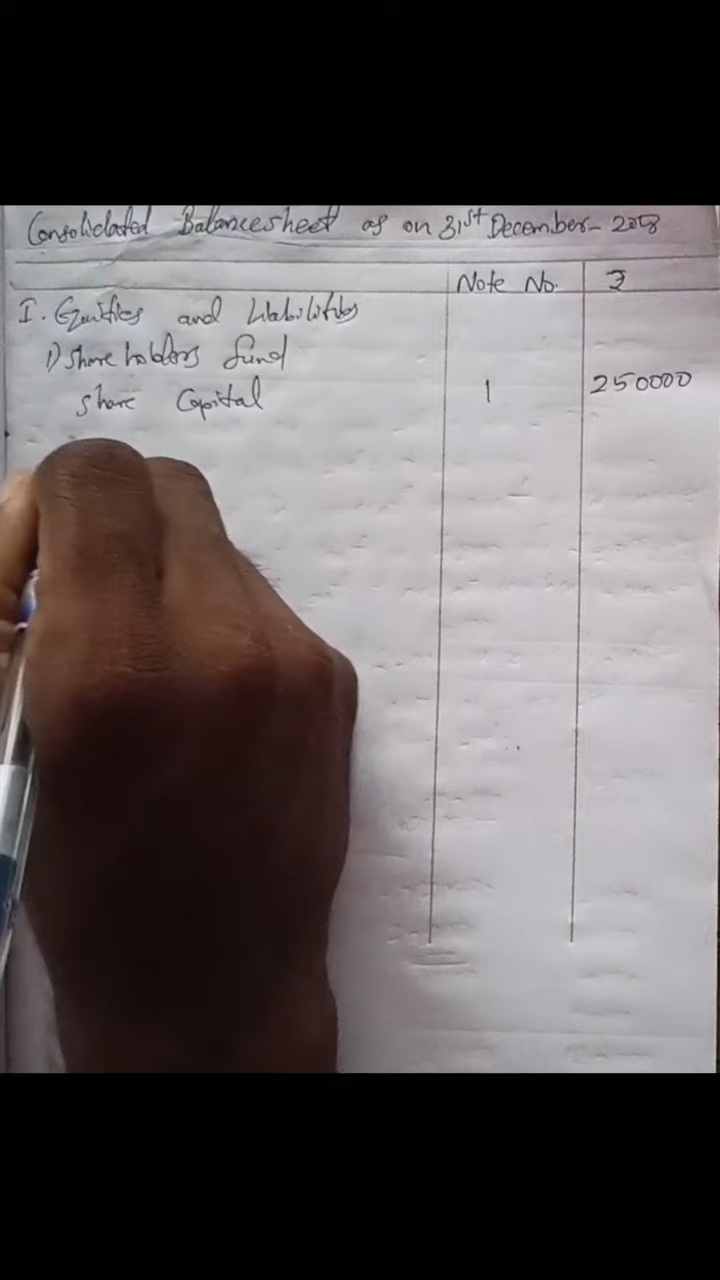 Consolidated Balancesheet as on 31st December- 2018
Note No. ₹
I. Equities and Liabilities
1) Share holders fund
Share Capital 1 250000